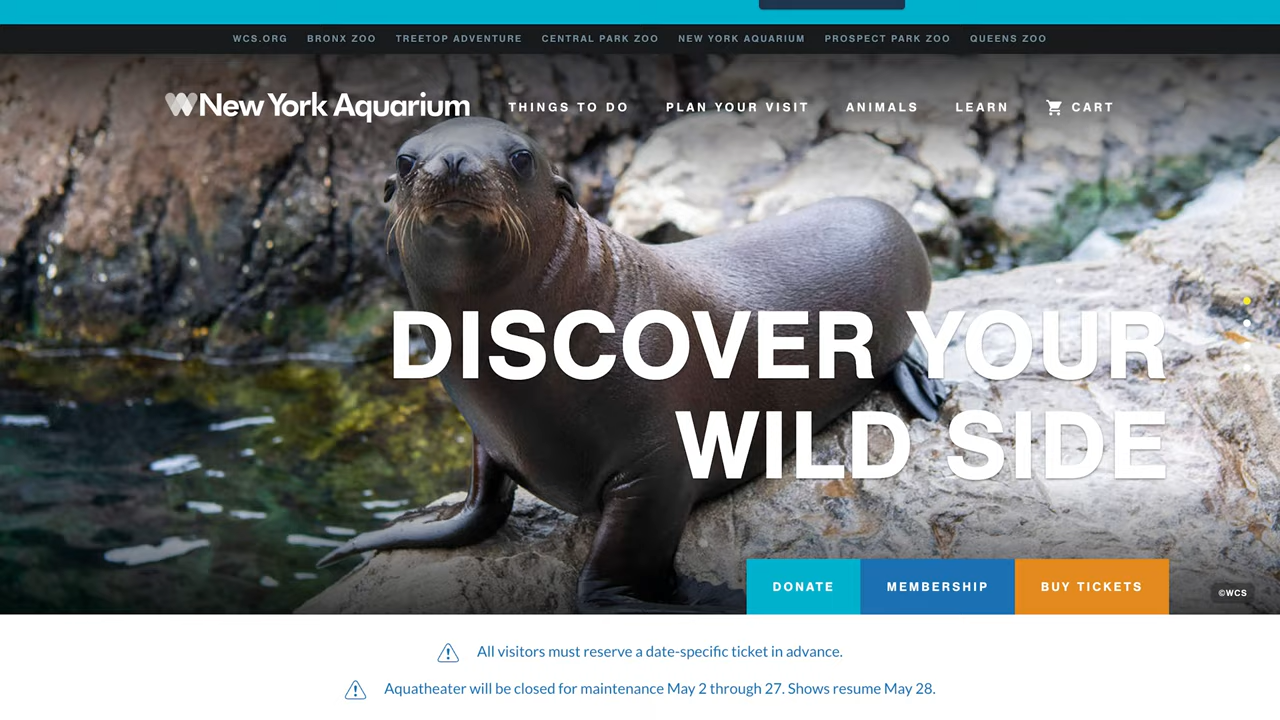 WCS.ORG BRONX ZOO TREETOP ADVENTURE CENTRAL PARK ZOO NEW YORK AQUARIUM PROSPECT PARK ZOO QUEENS ZOO
New York Aquarium THINGS TO DO PLAN YOUR VISIT ANIMALS LEARN CART
DISCOVER YOUR
WILD SIDE
DONATE MEMBERSHIP BUY TICKETS
©WCS
All visitors must reserve a date-specific ticket in advance.
Aquatheater will be closed for maintenance May 2 through 27. Shows resume May 28.